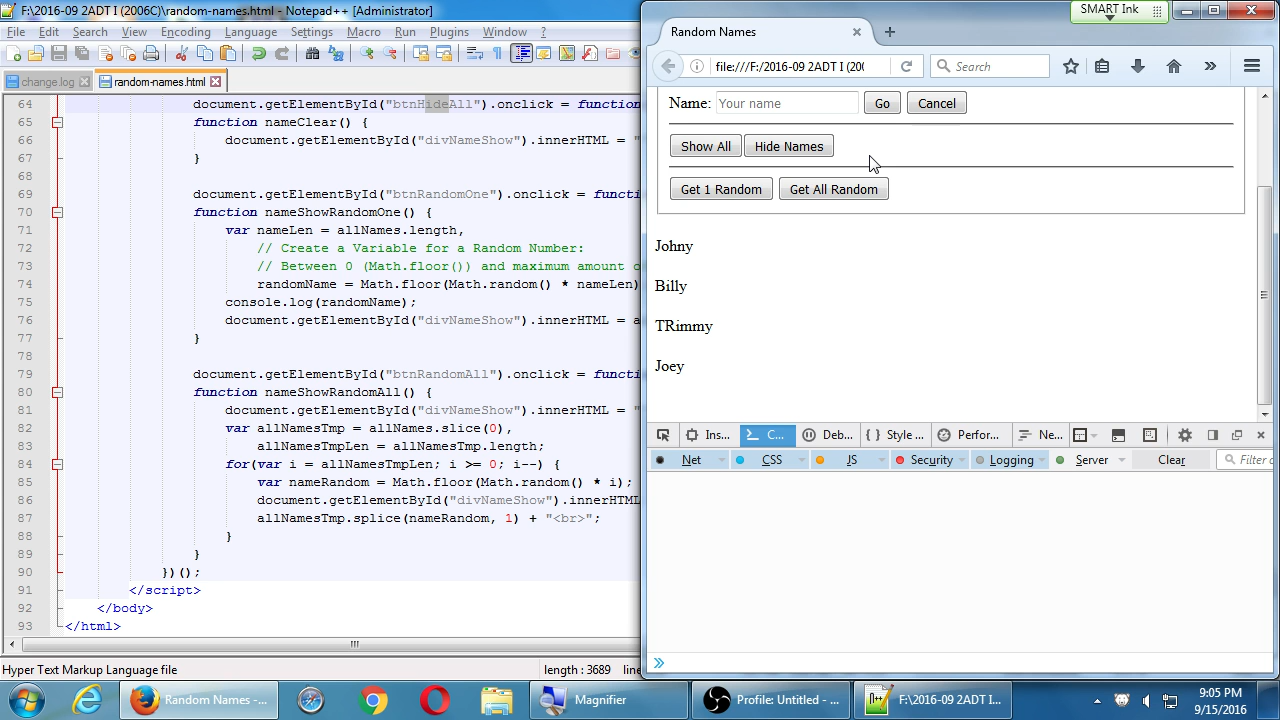 F:\2016-09 2ADT I (2006C)\random-names.html - Notepad++ [Administrator]
File Edit Search View Encoding Language Settings Macro Run Plugins Window ?
change.log random-names.html
64 document.getElementById("btnHideAll").onclick = function
65 function nameClear() {
66 document.getElementById("divNameShow").innerHTML = "
67 }
68
69 document.getElementById("btnRandomOne").onclick = function
70 function nameShowRandomOne() {
71 var nameLen = allNames.length,
72 // Create a Variable for a Random Number:
73 // Between 0 (Math.floor()) and maximum amount o
74 randomName = Math.floor(Math.random() * nameLen)
75 console.log(randomName);
76 document.getElementById("divNameShow").innerHTML = a
77 }
78
79 document.getElementById("btnRandomAll").onclick = functi
80 function nameShowRandomAll() {
81 document.getElementById("divNameShow").innerHTML = "
82 var allNamesTmp = allNames.slice(0),
83 allNamesTmpLen = allNamesTmp.length;
84 for(var i = allNamesTmpLen; i >= 0; i--) {
85 var nameRandom = Math.floor(Math.random() * i);
86 document.getElementById("divNameShow").innerHTML
87 allNamesTmp.splice(nameRandom, 1) + "<br>";
88 }
89 }
90 })();
91 </script>
92 </body>
93 </html>
Hyper Text Markup Language file length : 3689 line
SMART Ink
Random Names
file:///F:/2016-09 2ADT I (200 Search
Name: Your name Go Cancel
Show All Hide Names
Get 1 Random Get All Random
Johny
Billy
TRimmy
Joey
Ins... C... Deb... Style ... Perfor... Ne...
Net CSS JS Security Logging Server Clear Filter o
»
Random Names -... Magnifier Profile: Untitled - ... F:\2016-09 2ADT I...
9:05 PM
9/15/2016